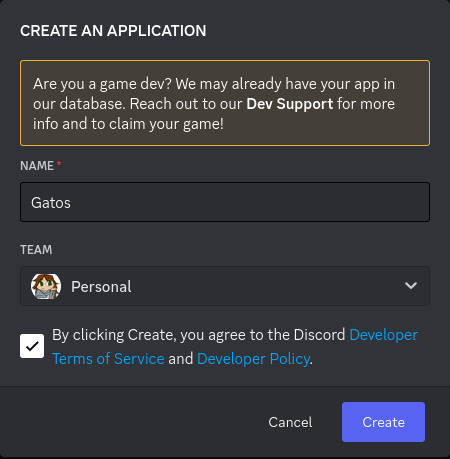 CREATE AN APPLICATION
Are you a game dev? We may already have your app in
our database. Reach out to our Dev Support for more
info and to claim your game!
NAME *
Gatos
TEAM
Personal
By clicking Create, you agree to the Discord Developer
Terms of Service and Developer Policy.
Cancel
Create